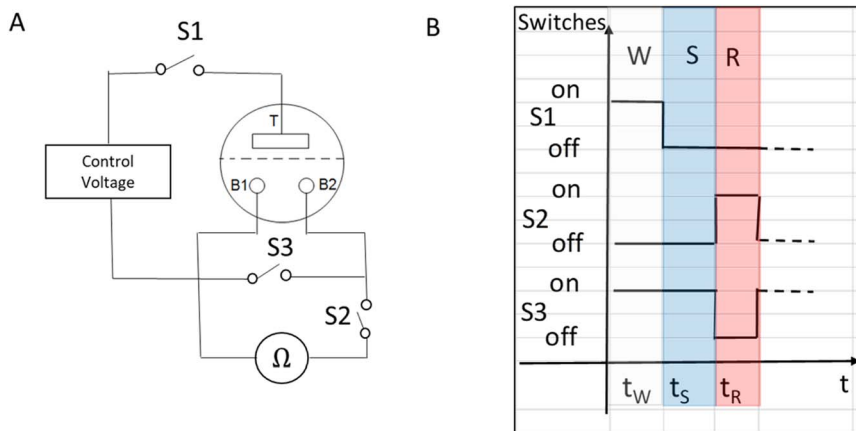 A
S1
T
Control
Voltage
B1
B2
S3
S2
Ω
B
Switches
W S R
on
S1
off
on
S2
off
on
S3
off
tW tS tR t